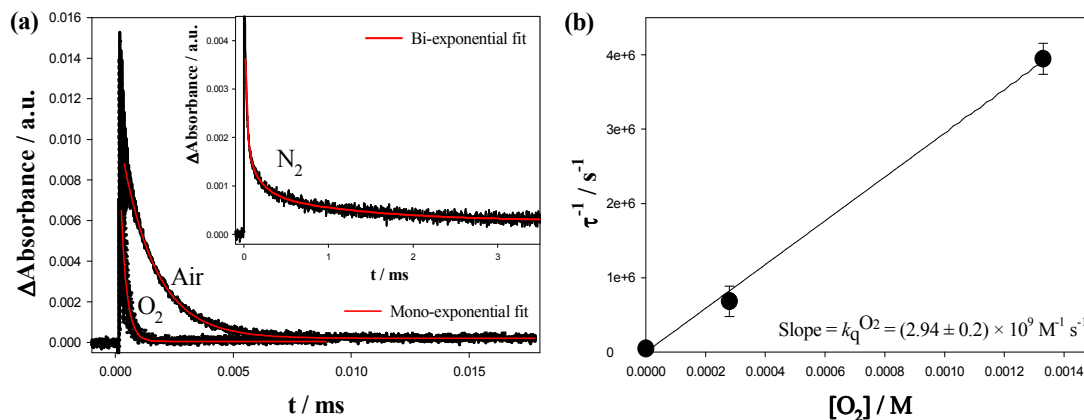 (a)
0.016
0.014
0.012
0.010
0.008
0.006
0.004
0.002
0.000
ΔAbsorbance / a.u.
0.000
0.005
0.010
0.015
t / ms
Air
O₂
Mono-exponential fit
0.004
0.003
0.002
0.001
0.000
ΔAbsorbance / a.u.
0
1
2
3
t / ms
N₂
Bi-exponential fit
(b)
4e+6
3e+6
2e+6
1e+6
0
τ⁻¹ / s⁻¹
0.0000
0.0002
0.0004
0.0006
0.0008
0.0010
0.0012
0.0014
[O₂] / M
Slope = kqᴼ² = (2.94 ± 0.2) × 10⁹ M⁻¹ s⁻¹